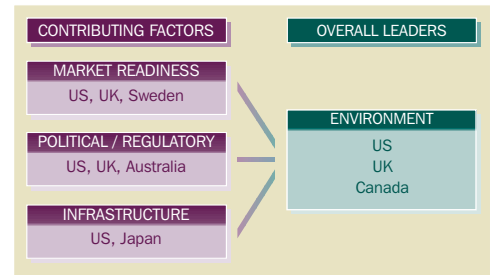 CONTRIBUTING FACTORS
OVERALL LEADERS
MARKET READINESS
US, UK, Sweden
POLITICAL / REGULATORY
US, UK, Australia
INFRASTRUCTURE
US, Japan
ENVIRONMENT
US
UK
Canada